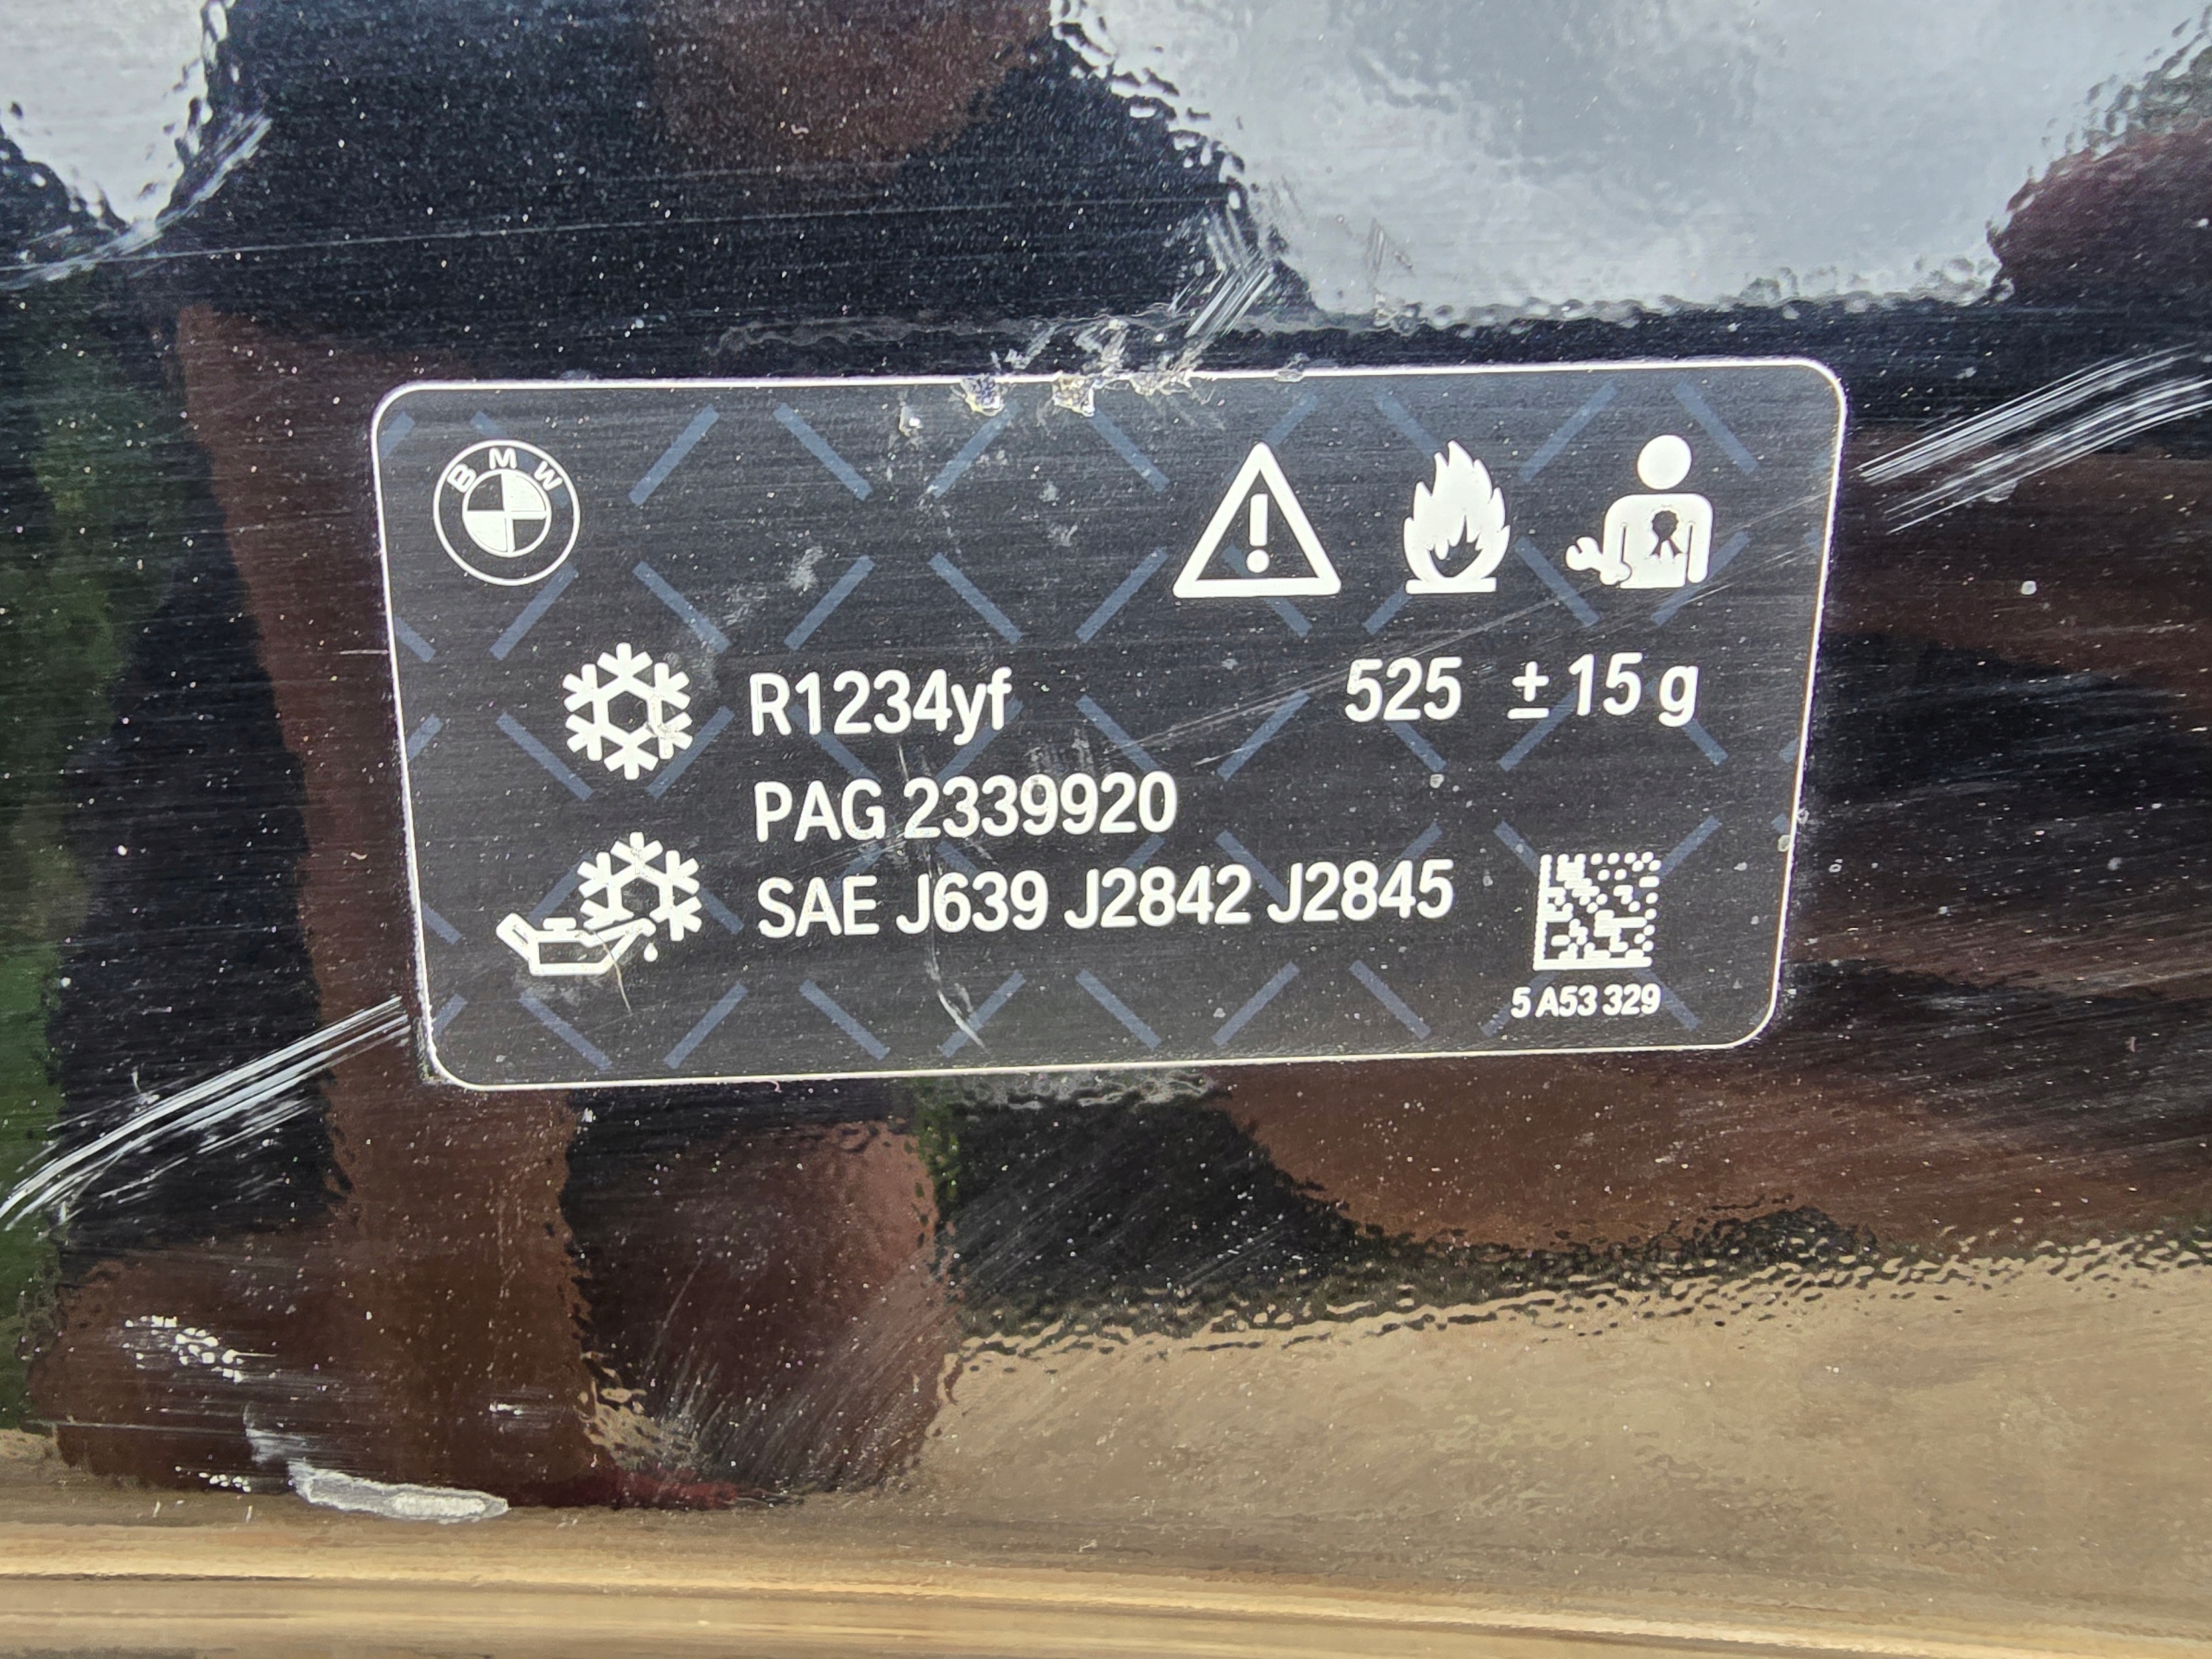 BMW
R1234yf 525 ± 15 g
PAG 2339920
SAE J639 J2842 J2845
5 A53 329